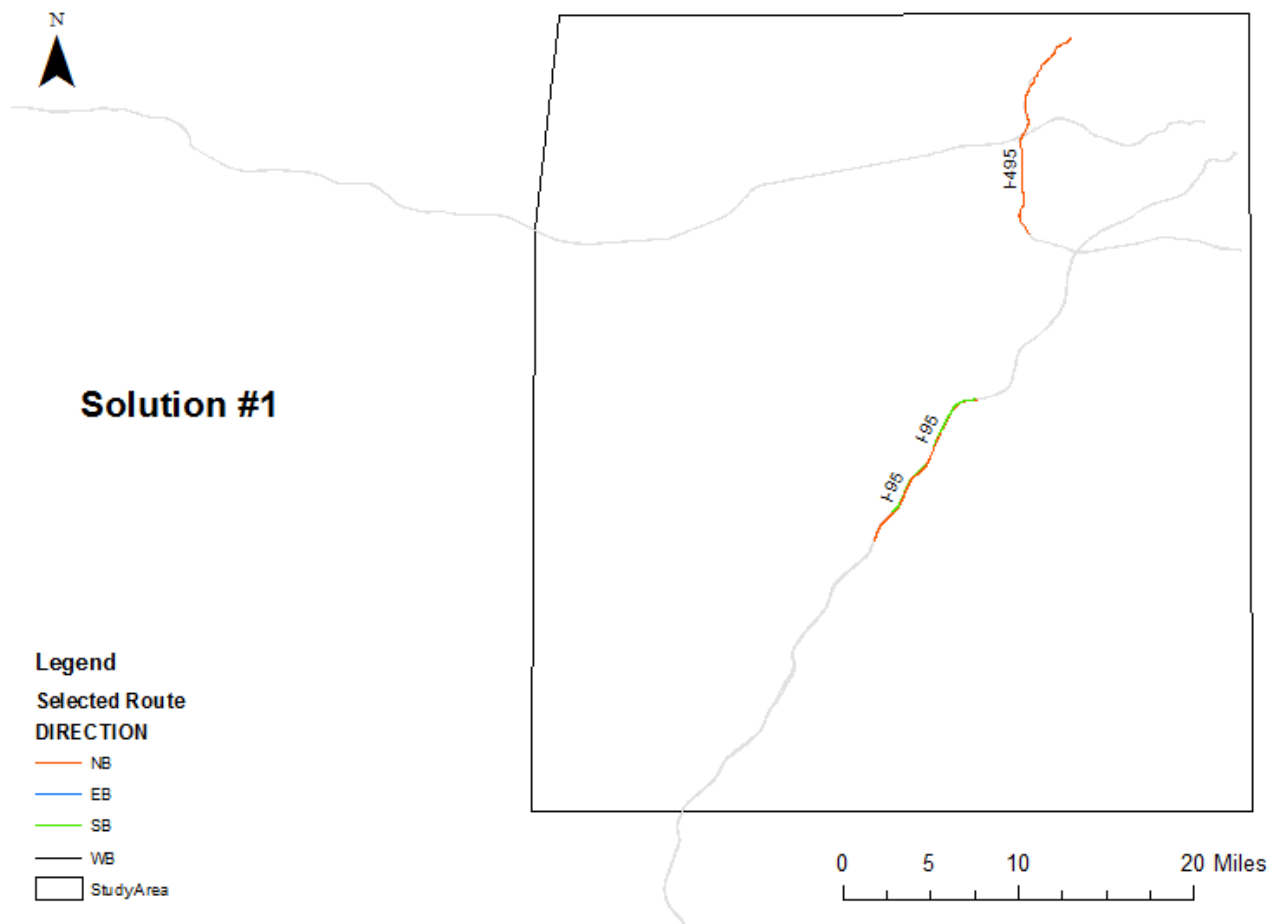 N
I-495
Solution #1
I-95
I-95
Legend
Selected Route
DIRECTION
NB
EB
SB
WB
StudyArea
0 5 10 20 Miles